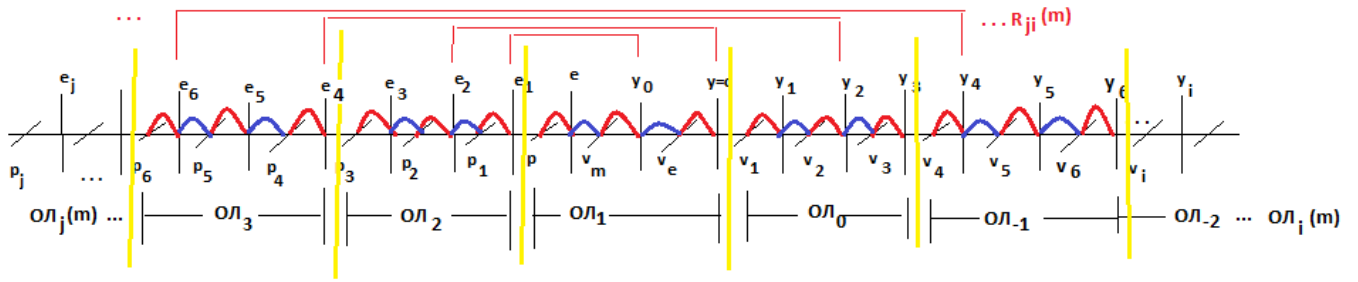 ... ... R ji (m)
e j e 6 e 5 e 4 e 3 e 2 e 1 e y 0 y= y 1 y 2 y 3 y 4 y 5 y 6 .. y i
p j ... p 6 p 5 p 4 p 3 p 2 p 1 p v m v e v 1 v 2 v 3 v 4 v 5 v 6 v i
ОЛ j (m) ... ОЛ 3 ОЛ 2 ОЛ 1 ОЛ 0 ОЛ -1 ОЛ -2 ... ОЛ i (m)